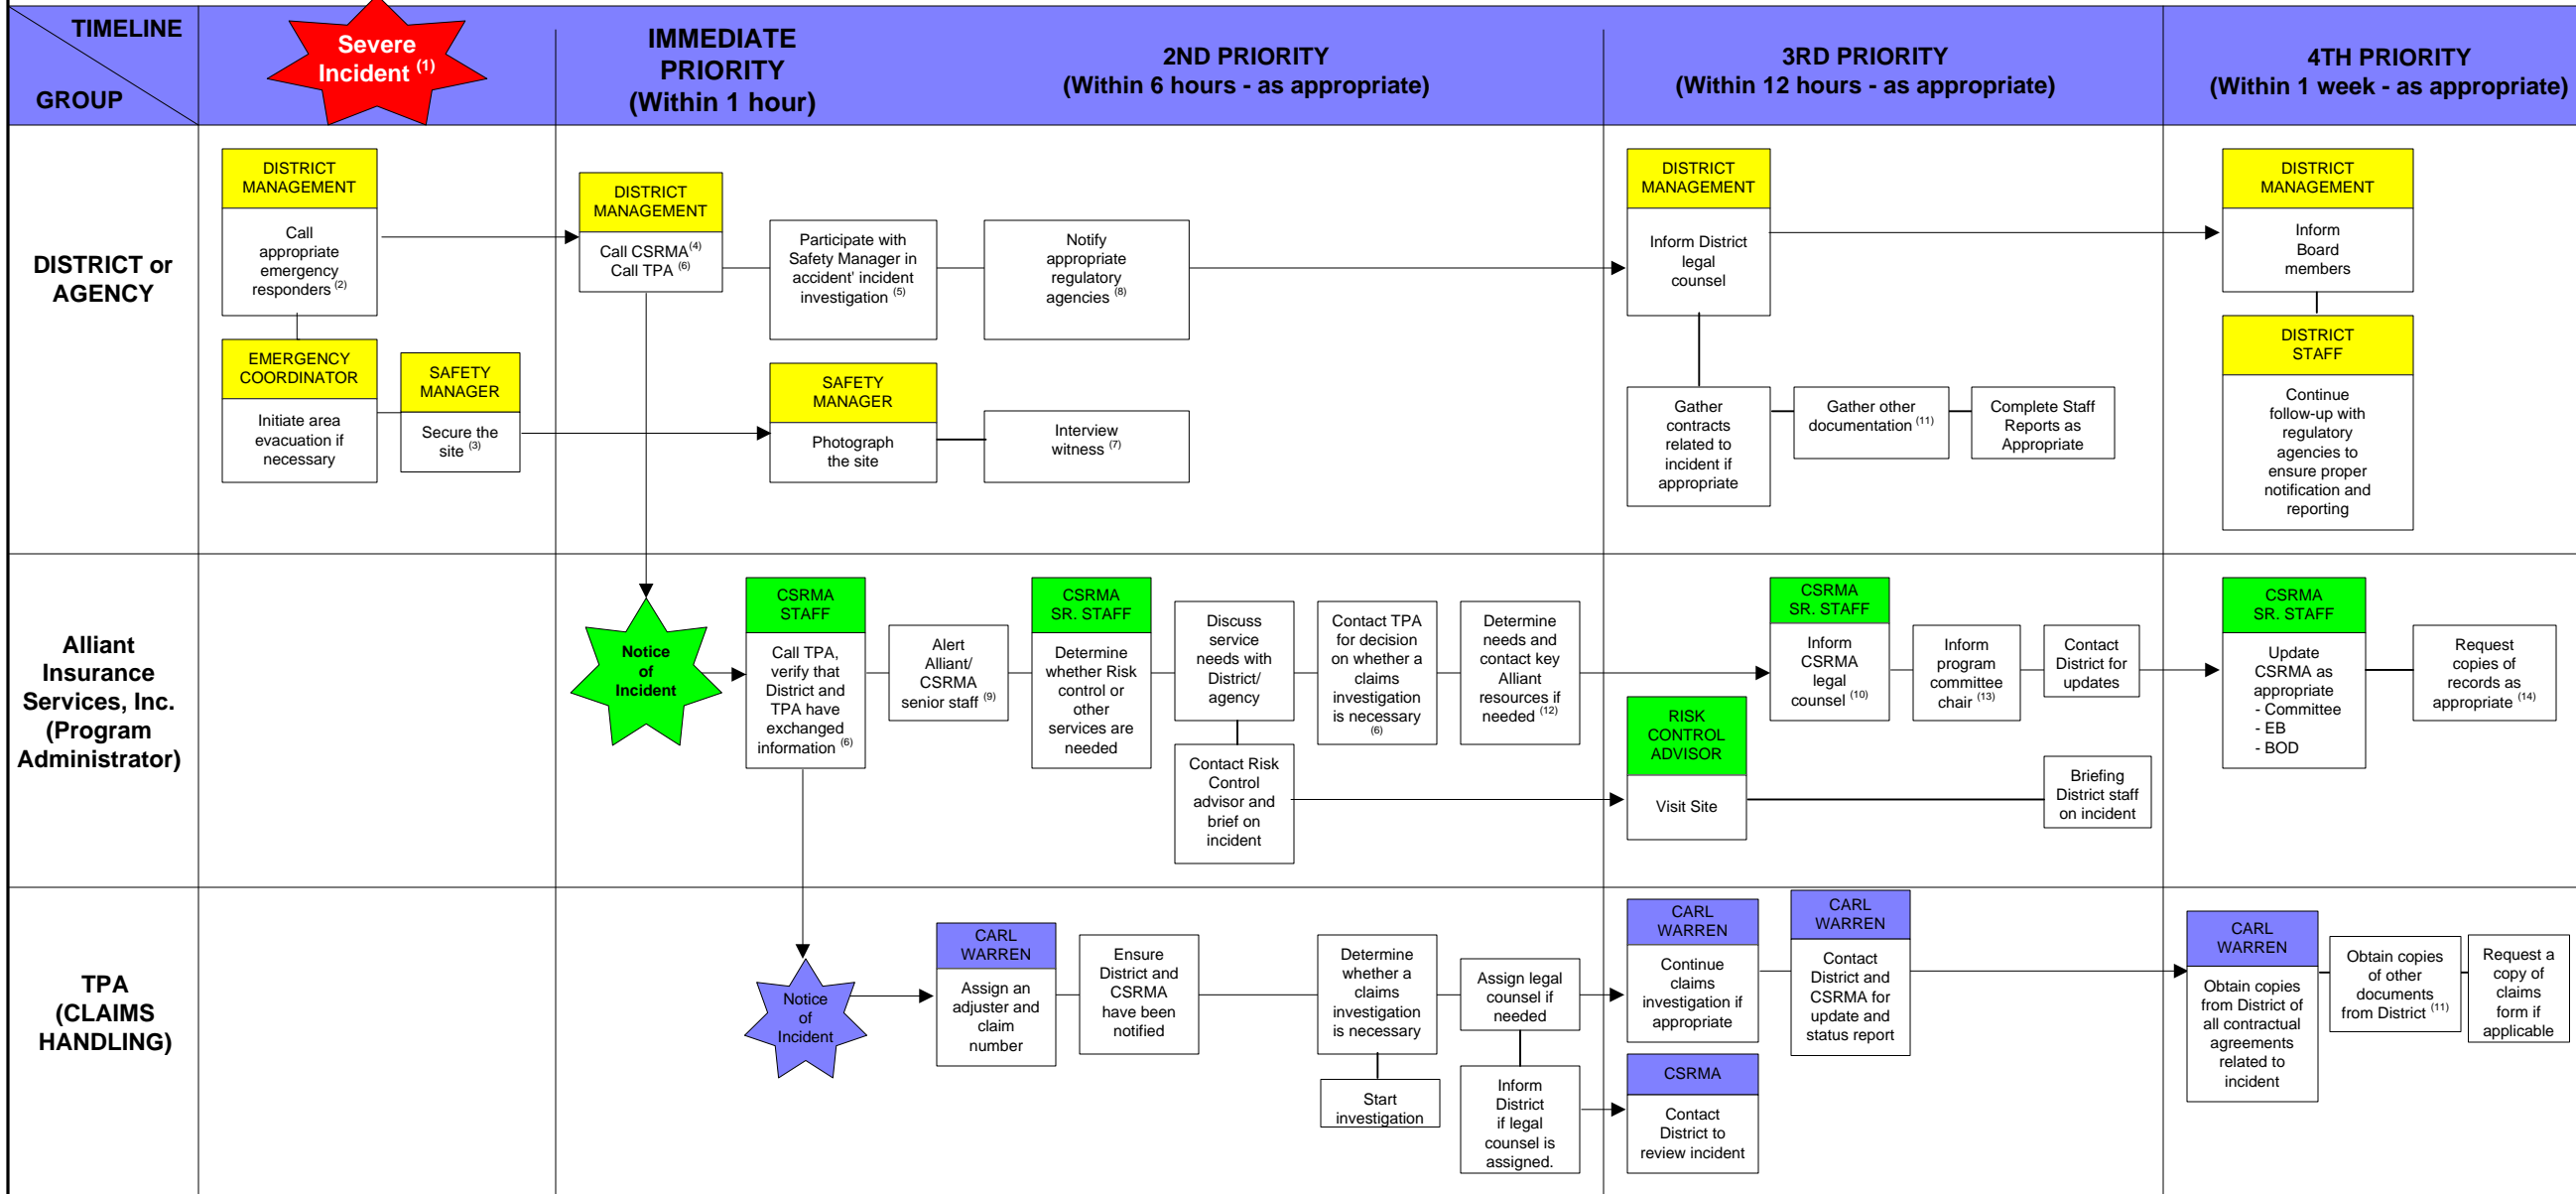 TIMELINE
GROUP
Severe
Incident (1)
IMMEDIATE
PRIORITY
(Within 1 hour)
2ND PRIORITY
(Within 6 hours - as appropriate)
3RD PRIORITY
(Within 12 hours - as appropriate)
4TH PRIORITY
(Within 1 week - as appropriate)
DISTRICT or
AGENCY
DISTRICT
MANAGEMENT
Call
appropriate
emergency
responders (2)
EMERGENCY
COORDINATOR
Initiate area
evacuation if
necessary
SAFETY
MANAGER
Secure the
site (3)
DISTRICT
MANAGEMENT
Call CSRMA(4)
Call TPA (6)
Participate with
Safety Manager in
accident' incident
investigation (5)
Notify
appropriate
regulatory
agencies (8)
SAFETY
MANAGER
Photograph
the site
Interview
witness (7)
DISTRICT
MANAGEMENT
Inform District
legal
counsel
Gather
contracts
related to
incident if
appropriate
Gather other
documentation (11)
Complete Staff
Reports as
Appropriate
DISTRICT
MANAGEMENT
Inform
Board
members
DISTRICT
STAFF
Continue
follow-up with
regulatory
agencies to
ensure proper
notification and
reporting
Alliant
Insurance
Services, Inc.
(Program
Administrator)
Notice
of
Incident
CSRMA
STAFF
Call TPA,
verify that
District and
TPA have
exchanged
information (6)
Alert
Alliant/
CSRMA
senior staff (9)
CSRMA
SR. STAFF
Determine
whether Risk
control or
other
services are
needed
Discuss
service
needs with
District/
agency
Contact Risk
Control
advisor and
brief on
incident
Contact TPA
for decision
on whether a
claims
investigation
is necessary
(6)
Determine
needs and
contact key
Alliant
resources if
needed (12)
CSRMA
SR. STAFF
Inform
CSRMA
legal
counsel (10)
Inform
program
committee
chair (13)
Contact
District for
updates
RISK
CONTROL
ADVISOR
Visit Site
Briefing
District staff
on incident
CSRMA
SR. STAFF
Update
CSRMA as
appropriate
- Committee
- EB
- BOD
Request
copies of
records as
appropriate (14)
TPA
(CLAIMS
HANDLING)
Notice
of
Incident
CARL
WARREN
Assign an
adjuster and
claim
number
Ensure
District and
CSRMA
have been
notified
Determine
whether a
claims
investigation
is necessary
Start
investigation
Assign legal
counsel if
needed
Inform
District
if legal
counsel is
assigned.
CARL
WARREN
Continue
claims
investigation if
appropriate
CARL
WARREN
Contact
District and
CSRMA for
update and
status report
CSRMA
Contact
District to
review incident
CARL
WARREN
Obtain copies
from District of
all contractual
agreements
related to
incident
Obtain copies
of other
documents
from District (11)
Request a
copy of
claims
form if
applicable